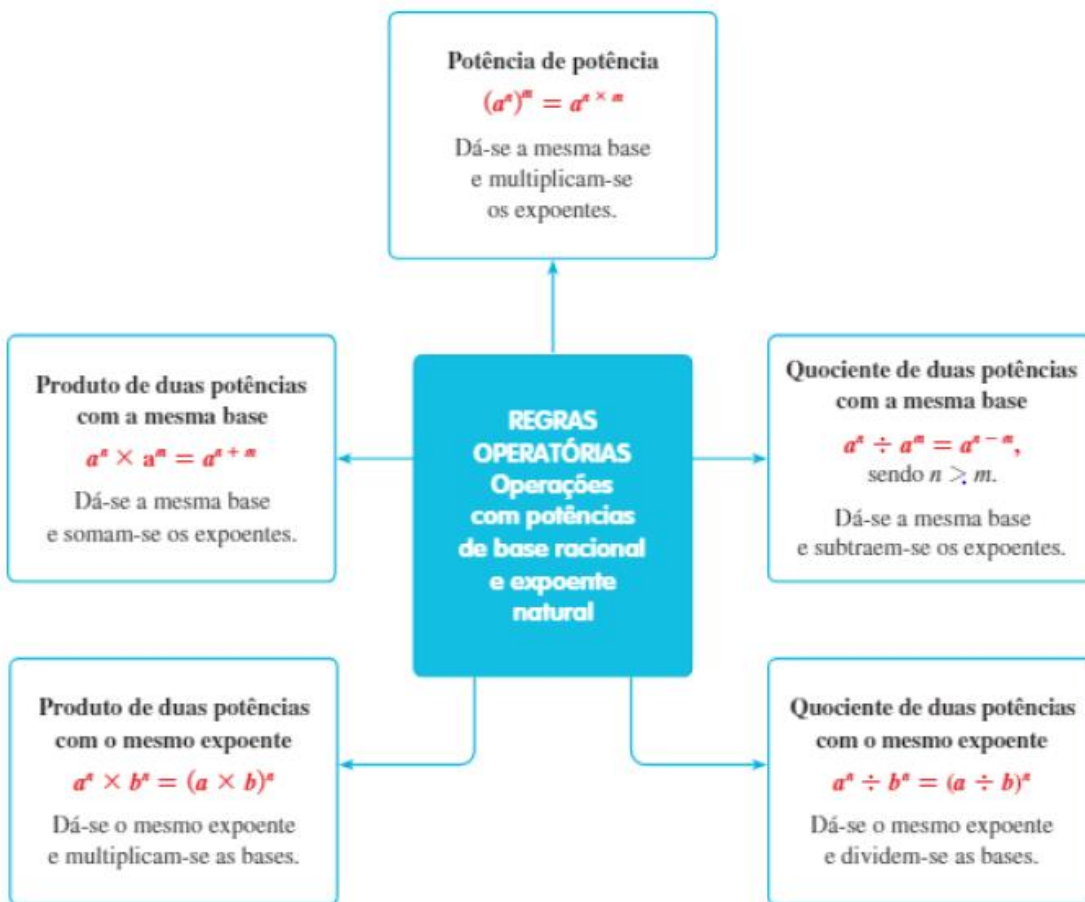 Potência de potência
(aⁿ)ᵐ = aⁿ ˣ ᵐ
Dá-se a mesma base
e multiplicam-se
os expoentes.
Produto de duas potências
com a mesma base
aⁿ × aᵐ = aⁿ ⁺ ᵐ
Dá-se a mesma base
e somam-se os expoentes.
REGRAS
OPERATÓRIAS
Operações
com potências
de base racional
e expoente
natural
Quociente de duas potências
com a mesma base
aⁿ ÷ aᵐ = aⁿ ⁻ ᵐ,
sendo n > m.
Dá-se a mesma base
e subtraem-se os expoentes.
Produto de duas potências
com o mesmo expoente
aⁿ × bⁿ = (a × b)ⁿ
Dá-se o mesmo expoente
e multiplicam-se as bases.
Quociente de duas potências
com o mesmo expoente
aⁿ ÷ bⁿ = (a ÷ b)ⁿ
Dá-se o mesmo expoente
e dividem-se as bases.